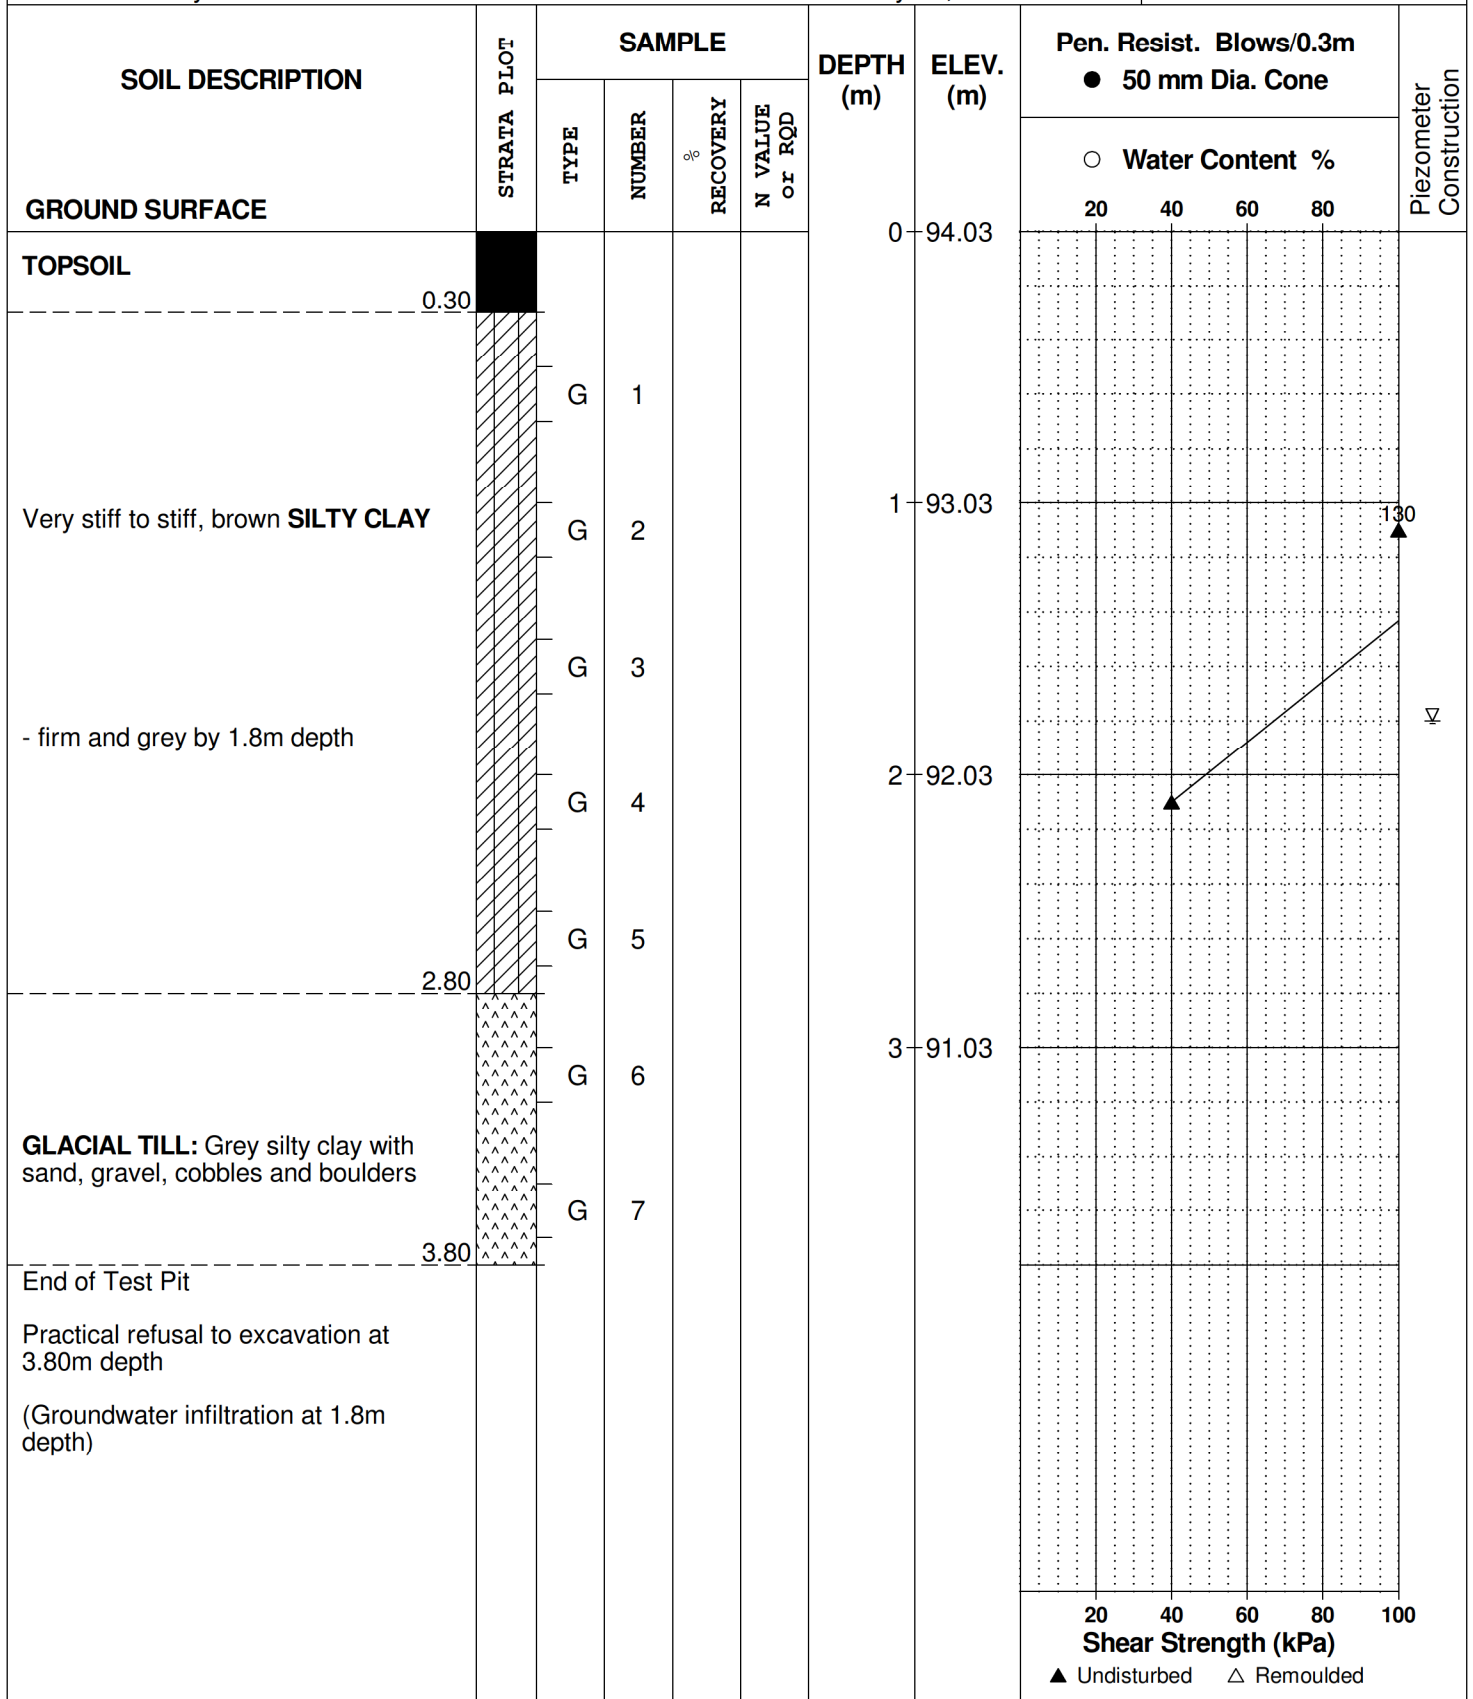 SOIL DESCRIPTION
GROUND SURFACE
STRATA PLOT
SAMPLE
TYPE
NUMBER
%
RECOVERY
N VALUE
or RQD
DEPTH
(m)
ELEV.
(m)
Pen. Resist. Blows/0.3m
● 50 mm Dia. Cone
○ Water Content %
20 40 60 80
Piezometer
Construction
0 94.03
TOPSOIL
0.30
G 1
1 93.03
130
Very stiff to stiff, brown SILTY CLAY
G 2
G 3
- firm and grey by 1.8m depth
2 92.03
G 4
G 5
2.80
3 91.03
G 6
GLACIAL TILL: Grey silty clay with
sand, gravel, cobbles and boulders
G 7
3.80
End of Test Pit
Practical refusal to excavation at
3.80m depth
(Groundwater infiltration at 1.8m
depth)
20 40 60 80 100
Shear Strength (kPa)
▲ Undisturbed △ Remoulded